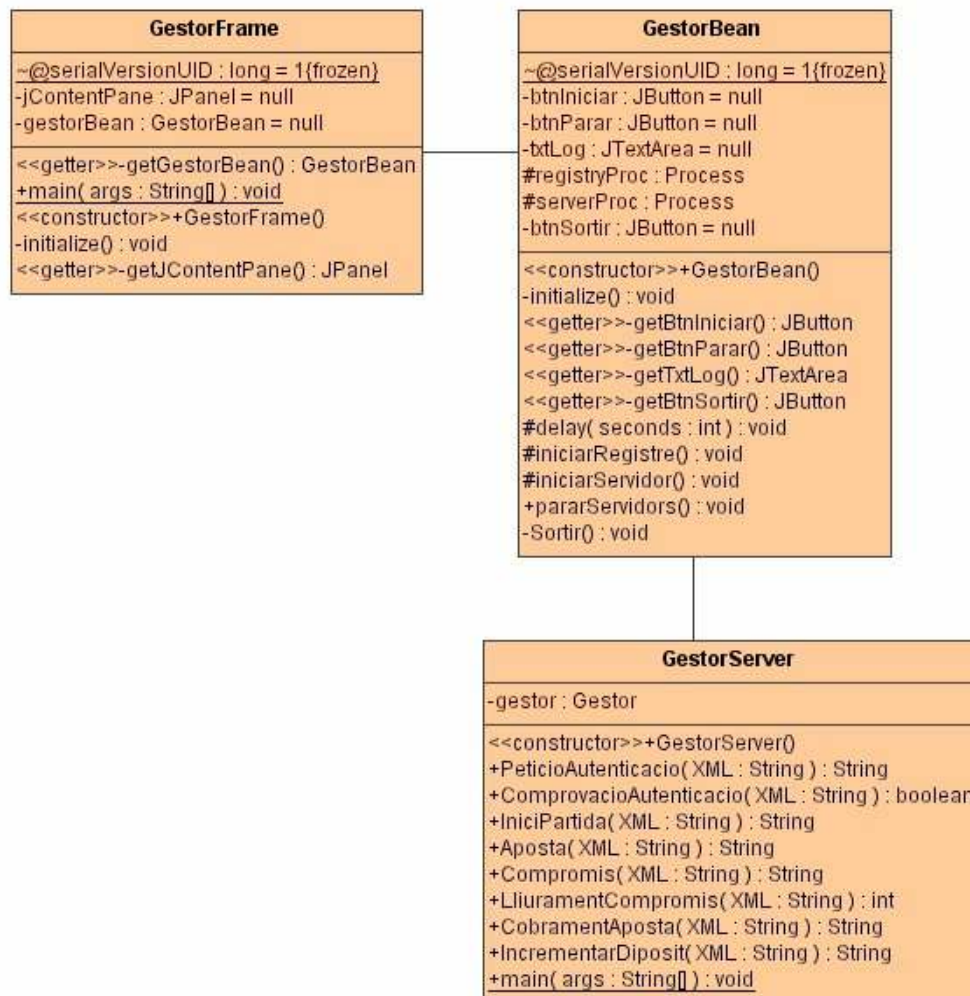 GestorFrame
~@serialVersionUID : long = 1{frozen}
-jContentPane : JPanel = null
-gestorBean : GestorBean = null
<<getter>>-getGestorBean() : GestorBean
+main( args : String[] ) : void
<<constructor>>+GestorFrame()
-initialize() : void
<<getter>>-getJContentPane() : JPanel
GestorBean
~@serialVersionUID : long = 1{frozen}
-btnIniciar : JButton = null
-btnParar : JButton = null
-txtLog : JTextArea = null
#registryProc : Process
#serverProc : Process
-btnSortir : JButton = null
<<constructor>>+GestorBean()
-initialize() : void
<<getter>>-getBtnIniciar() : JButton
<<getter>>-getBtnParar() : JButton
<<getter>>-getTxtLog() : JTextArea
<<getter>>-getBtnSortir() : JButton
#delay( seconds : int ) : void
#iniciarRegistre() : void
#iniciarServidor() : void
+pararServidors() : void
-Sortir() : void
GestorServer
-gestor : Gestor
<<constructor>>+GestorServer()
+PeticioAutenticacio( XML : String ) : String
+ComprovacioAutenticacio( XML : String ) : boolean
+IniciPartida( XML : String ) : String
+Aposta( XML : String ) : String
+Compromis( XML : String ) : String
+LliuramentCompromis( XML : String ) : int
+CobramentAposta( XML : String ) : String
+IncrementarDiposit( XML : String ) : String
+main( args : String[] ) : void